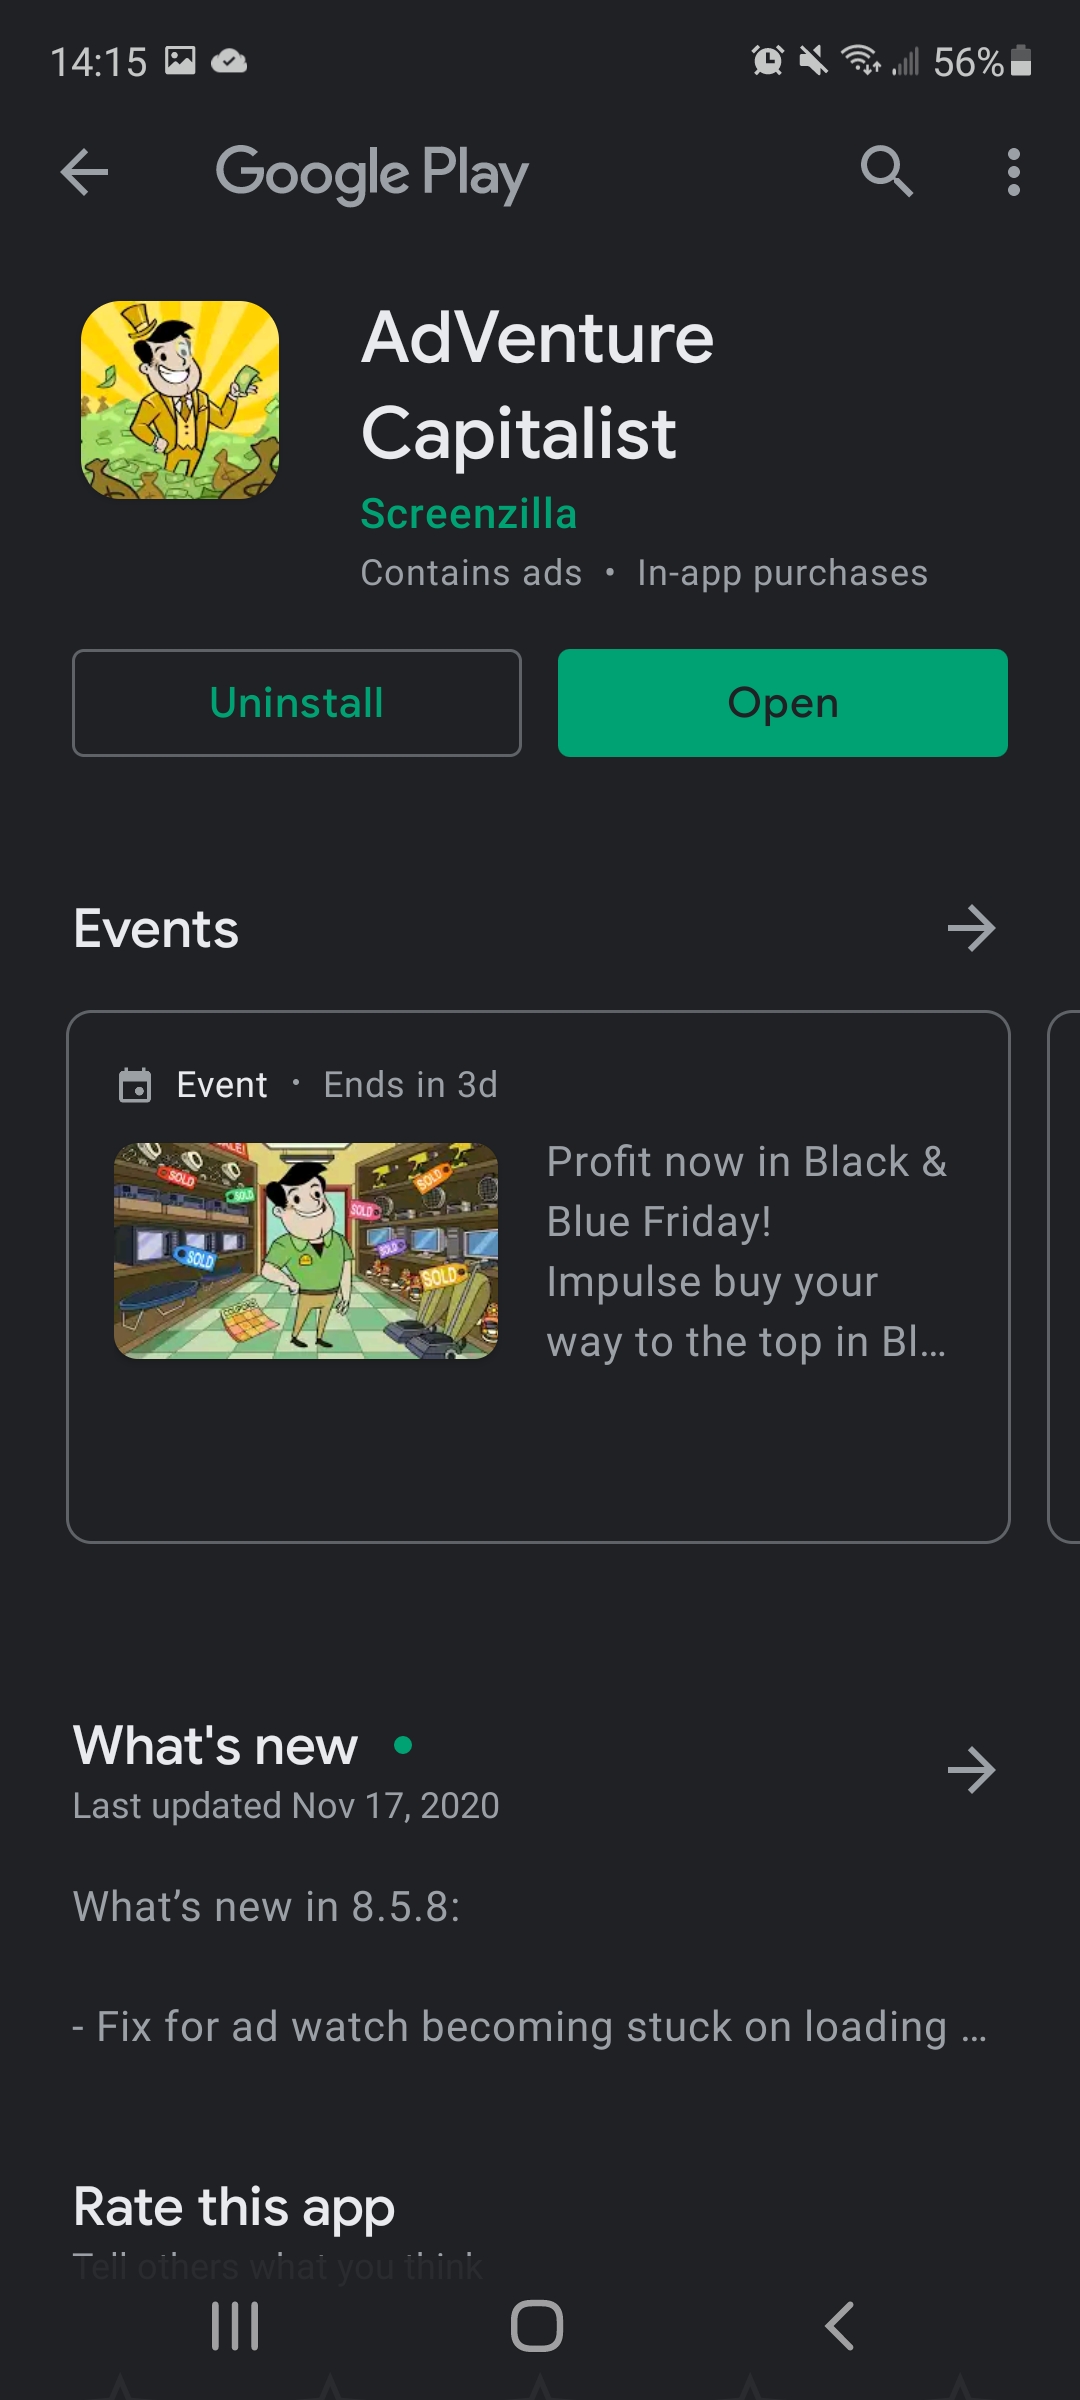 14:15
56%
Google Play
AdVenture
Capitalist
Screenzilla
Contains ads • In-app purchases
Uninstall
Open
Events
Event • Ends in 3d
SOLD
SOLD
SOLD
SOLD
SOLD
SOLD
SOLD
Profit now in Black &
Blue Friday!
Impulse buy your
way to the top in Bl...
What's new
Last updated Nov 17, 2020
What’s new in 8.5.8:
- Fix for ad watch becoming stuck on loading ...
Rate this app
Tell others what you think